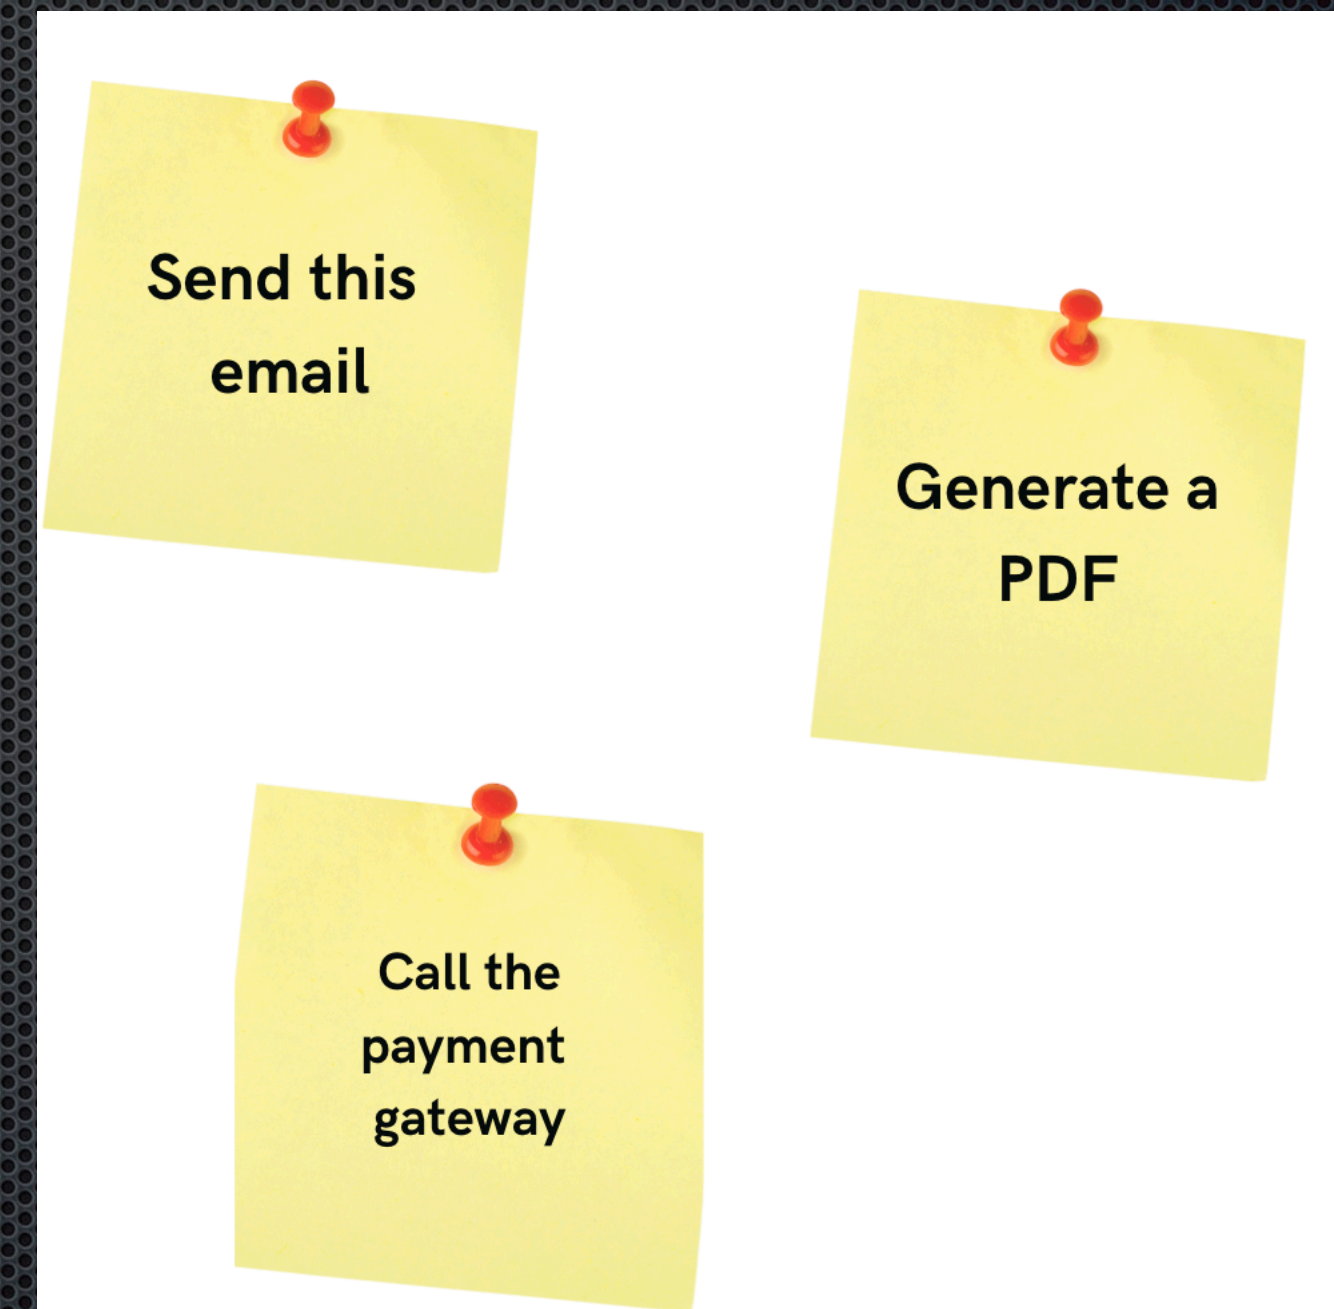 Send this
email
Generate a
PDF
Call the
payment
gateway